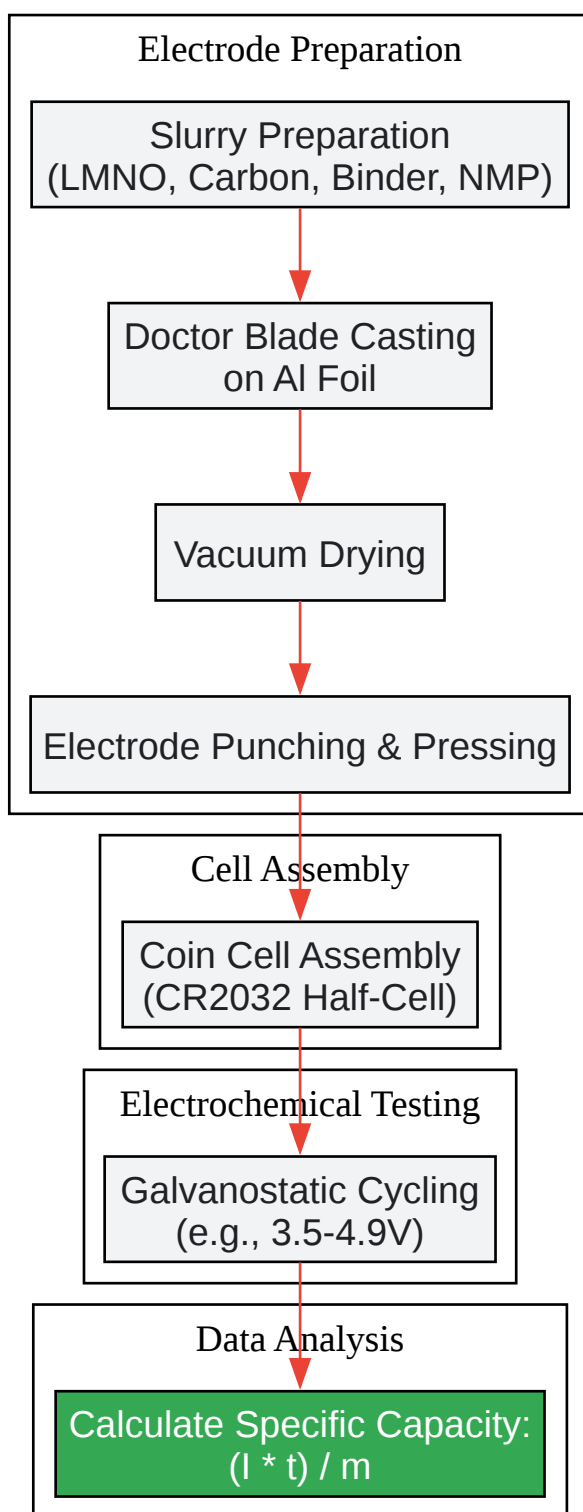 Electrode Preparation
Slurry Preparation
(LMNO, Carbon, Binder, NMP)
Doctor Blade Casting
on Al Foil
Vacuum Drying
Electrode Punching & Pressing
Cell Assembly
Coin Cell Assembly
(CR2032 Half-Cell)
Electrochemical Testing
Galvanostatic Cycling
(e.g., 3.5-4.9V)
Data Analysis
Calculate Specific Capacity:
(I * t) / m